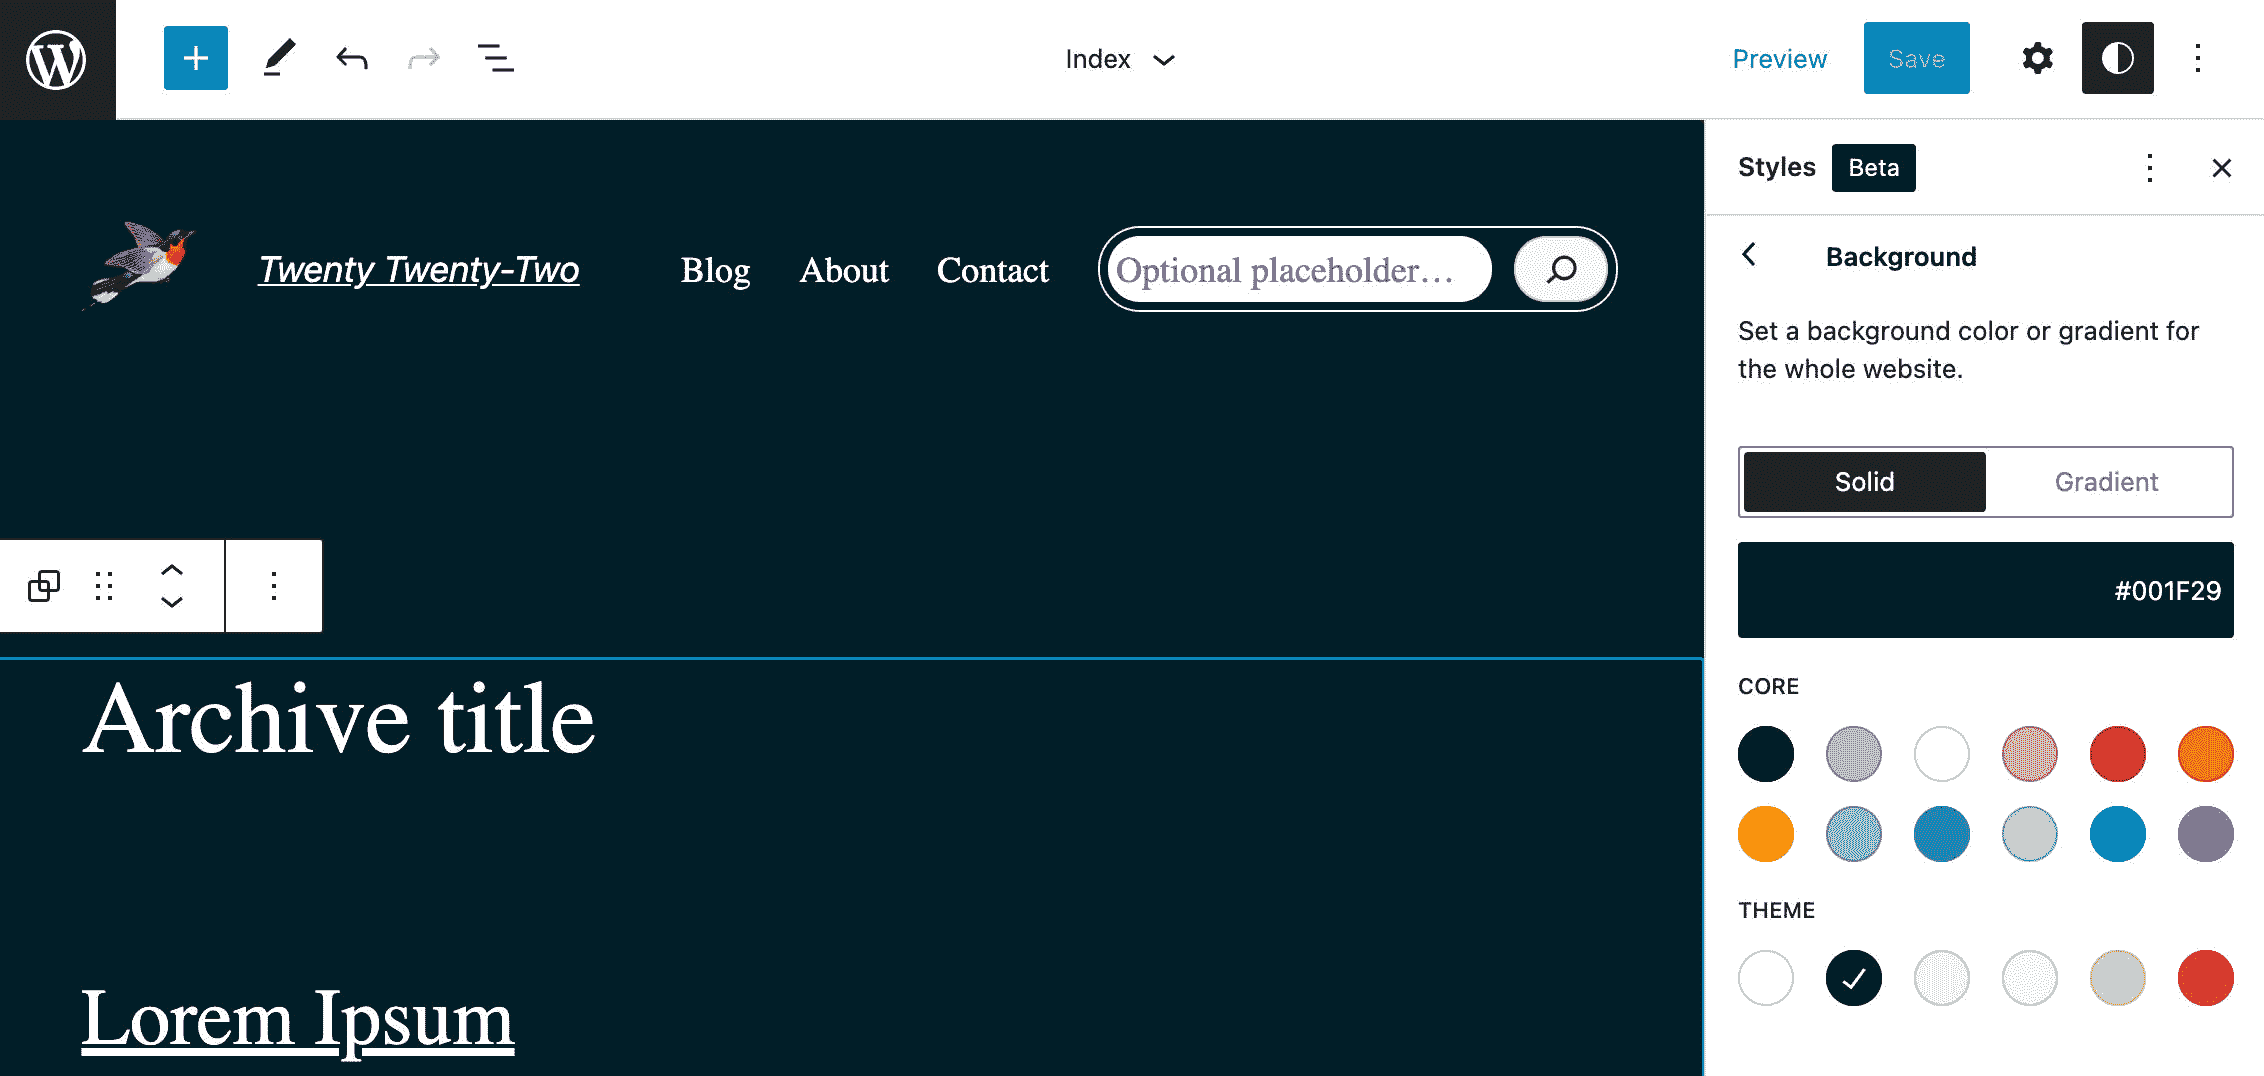 Index
Preview
Save
Styles Beta
Twenty Twenty-Two
Blog
About
Contact
Optional placeholder...
Background
Set a background color or gradient for
the whole website.
Solid
Gradient
#001F29
Archive title
CORE
THEME
Lorem Ipsum